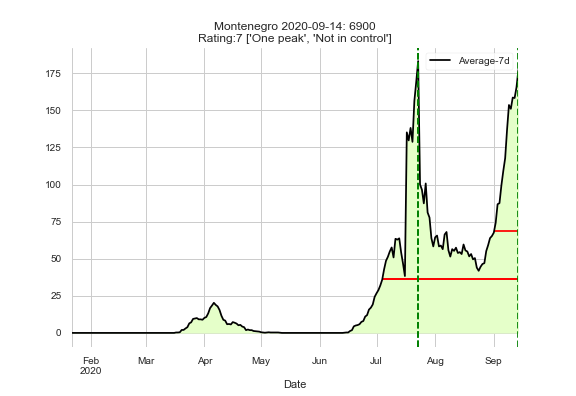 Montenegro 2020-09-14: 6900
Rating:7 ['One peak', 'Not in control']
Average-7d
175
150
125
100
75
50
25
0
Feb Mar Apr May Jun Jul Aug Sep
2020
Date